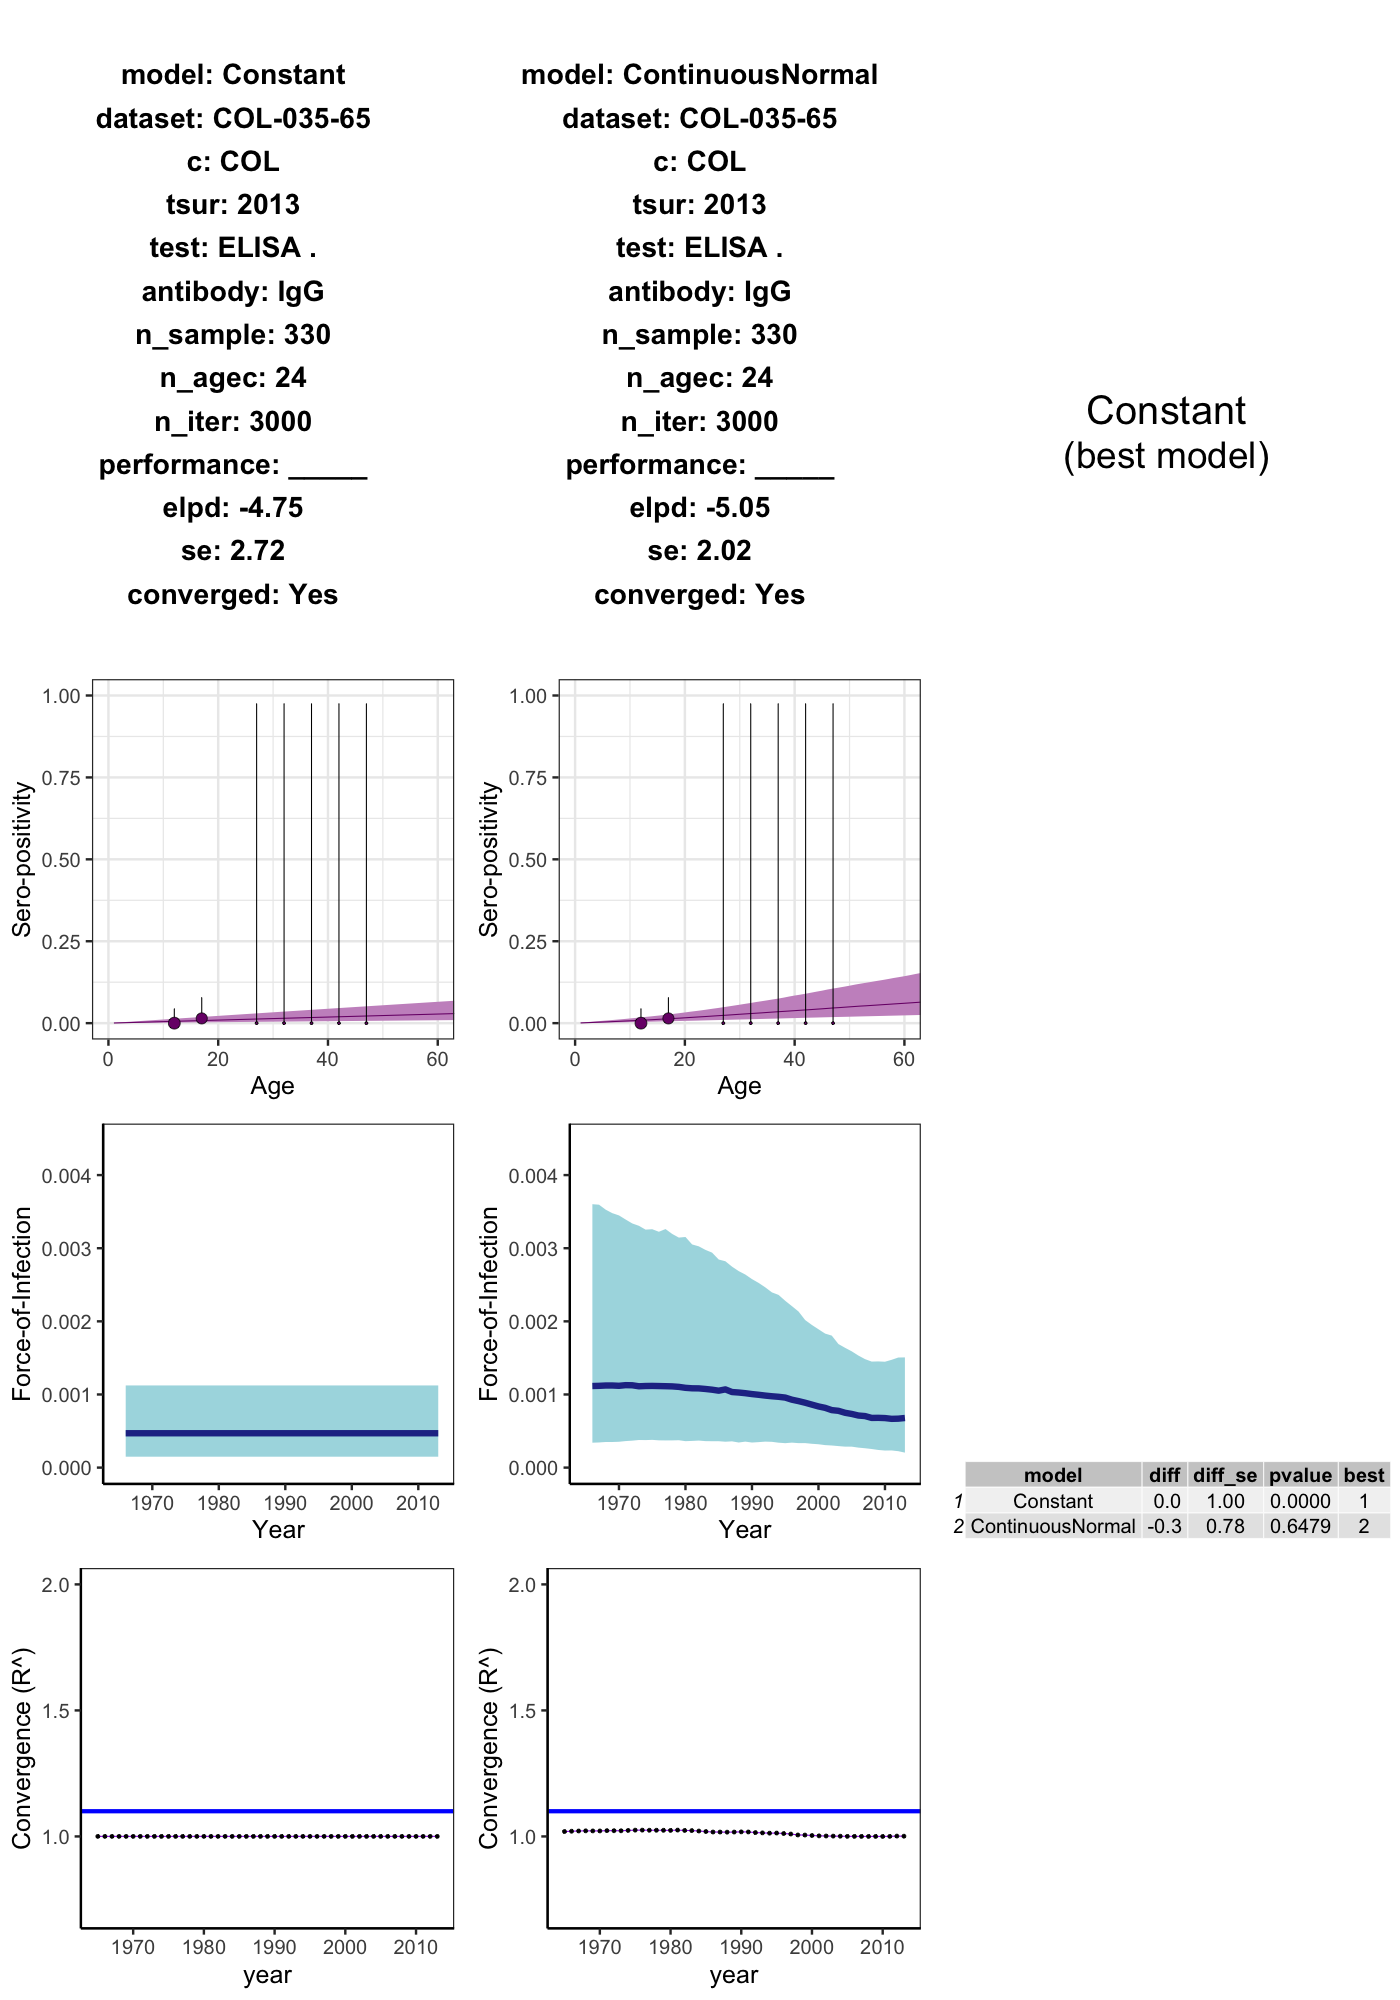 model: Constant
dataset: COL-035-65
c: COL
tsur: 2013
test: ELISA .
antibody: IgG
n_sample: 330
n_agec: 24
n_iter: 3000
performance: _____
elpd: -4.75
se: 2.72
converged: Yes
model: ContinuousNormal
dataset: COL-035-65
c: COL
tsur: 2013
test: ELISA .
antibody: IgG
n_sample: 330
n_agec: 24
n_iter: 3000
performance: _____
elpd: -5.05
se: 2.02
converged: Yes
Constant
(best model)
Sero-positivity
1.00
0.75
0.50
0.25
0.00
0 20 40 60
Age
Sero-positivity
1.00
0.75
0.50
0.25
0.00
0 20 40 60
Age
Force-of-Infection
0.004
0.003
0.002
0.001
0.000
1970 1980 1990 2000 2010
Year
Force-of-Infection
0.004
0.003
0.002
0.001
0.000
1970 1980 1990 2000 2010
Year
model diff diff_se pvalue best
1 Constant 0.0 1.00 0.0000 1
2 ContinuousNormal -0.3 0.78 0.6479 2
Convergence (R^)
2.0
1.5
1.0
1970 1980 1990 2000 2010
year
Convergence (R^)
2.0
1.5
1.0
1970 1980 1990 2000 2010
year